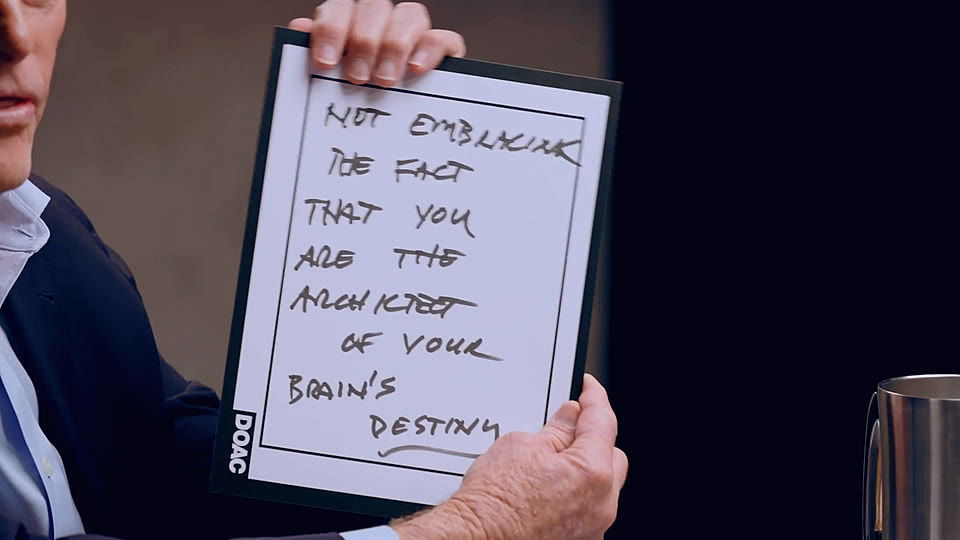 NOT EMBRACING
THE FACT
THAT YOU
ARE THE
ARCHITECT
OF YOUR
BRAIN'S
DESTINY
DOAC